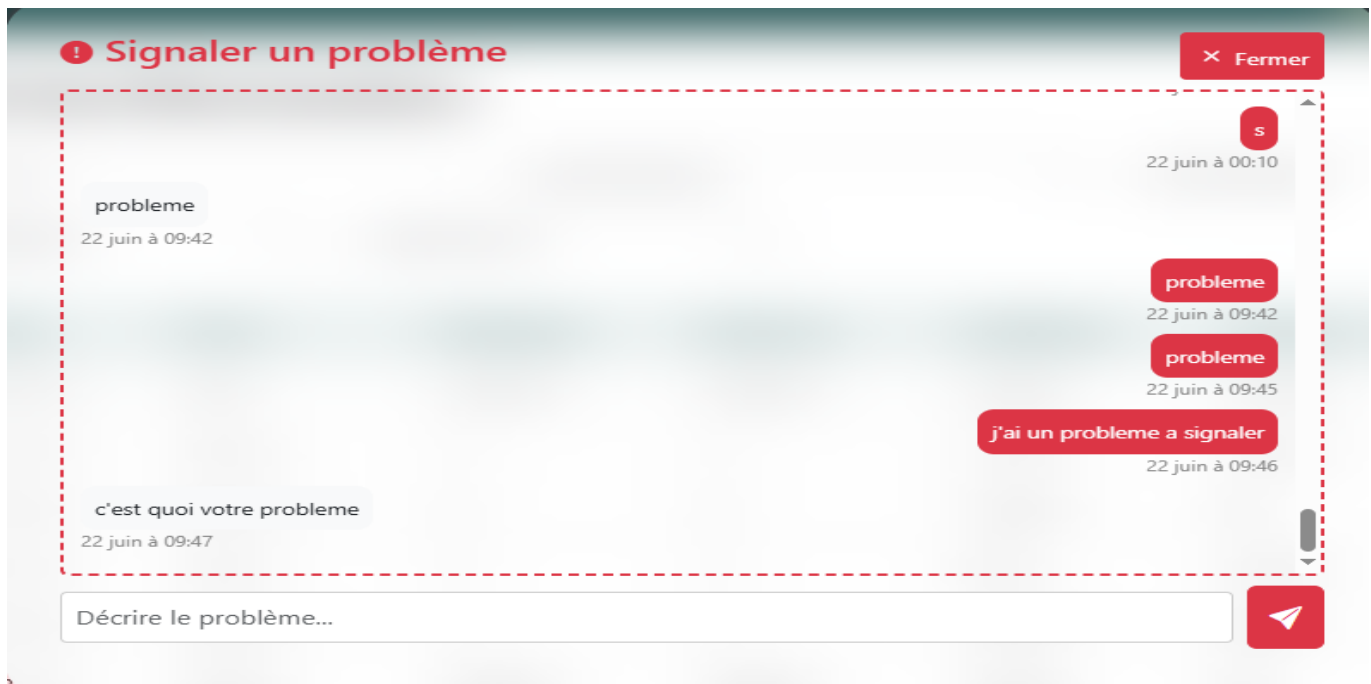 Signaler un problème
× Fermer
s
22 juin à 00:10
probleme
22 juin à 09:42
probleme
22 juin à 09:42
probleme
22 juin à 09:45
j'ai un probleme a signaler
22 juin à 09:46
c'est quoi votre probleme
22 juin à 09:47
Décrire le problème...